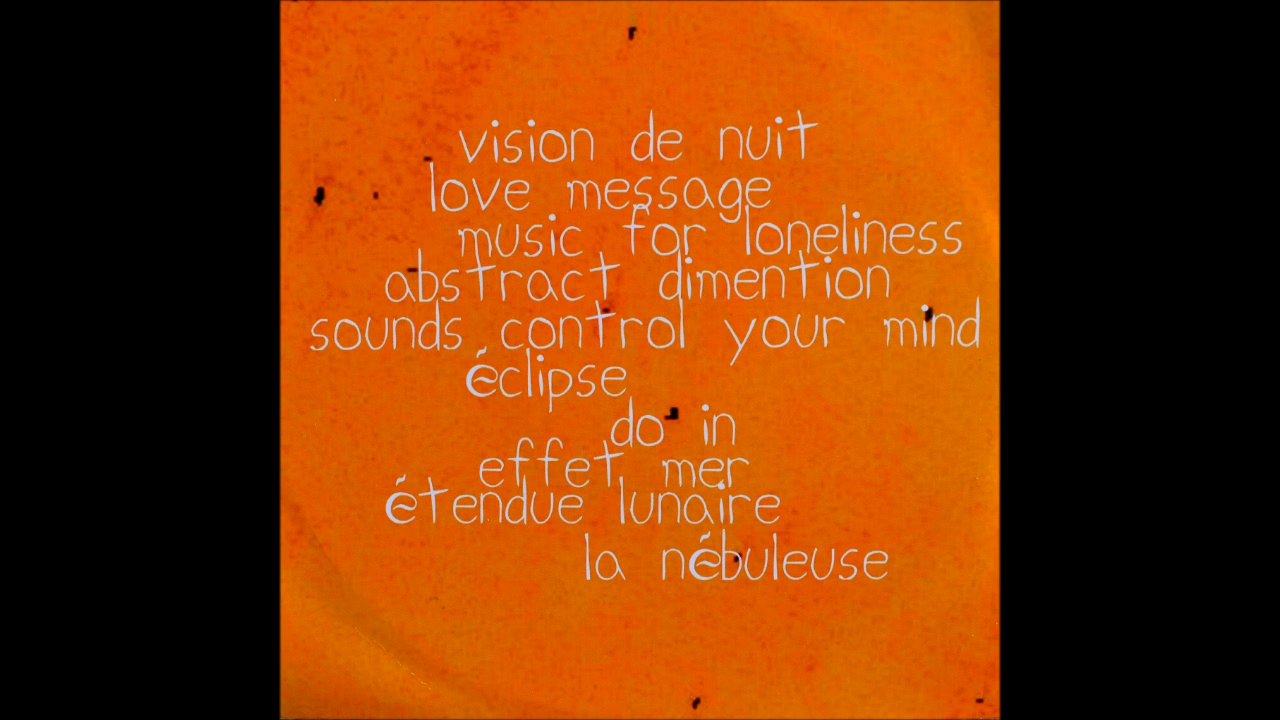 vision de nuit
love message
music for loneliness
abstract dimention
sounds control your mind
éclipse
do in
effet mer
étendue lunaire
la nébuleuse